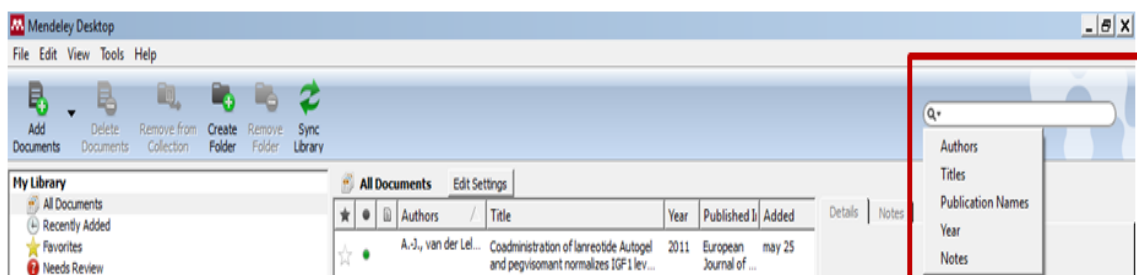 Mendeley Desktop
File Edit View Tools Help
Add Documents
Delete Documents
Remove from Collection
Create Folder
Remove Folder
Sync Library
Authors
Titles
Publication Names
Year
Notes
My Library
All Documents
Recently Added
Favorites
Needs Review
All Documents Edit Settings
Authors Title Year Published I Added
A.-J., van der Lel... Coadministration of lanreotide Autogel 2011 European may 25
and pegvisomant normalizes IGF1 lev... Journal of ...
Details Notes